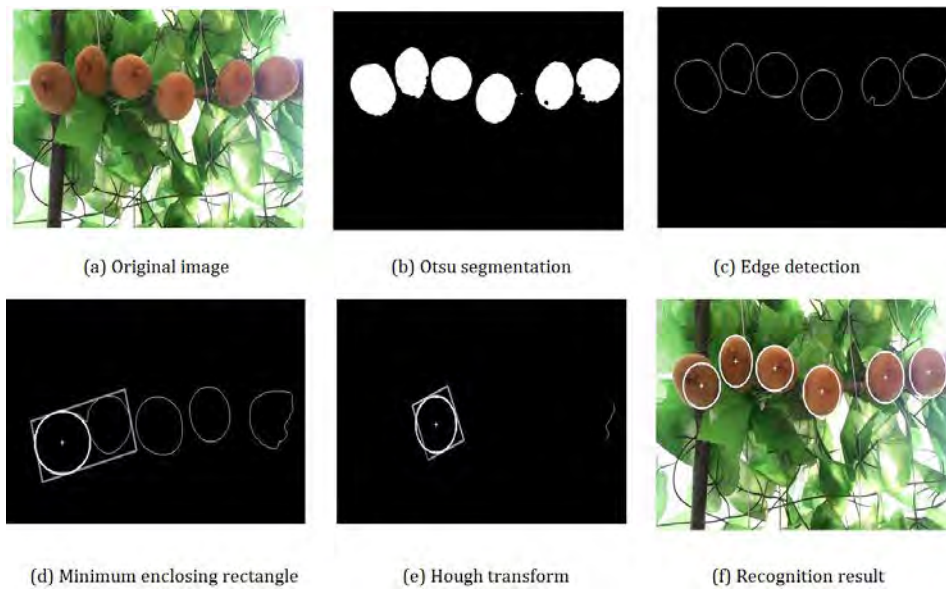 (a) Original image
(b) Otsu segmentation
(c) Edge detection
(d) Minimum enclosing rectangle
(e) Hough transform
(f) Recognition result